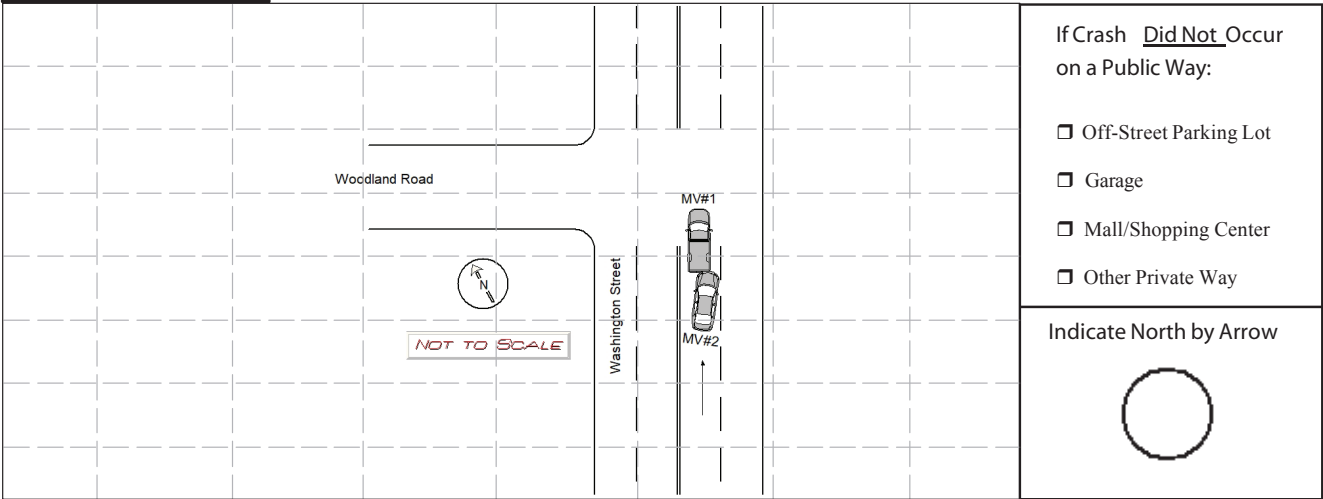 Woodland Road
MV#1
N
Washington Street
NOT TO SCALE
MV#2
If Crash Did Not Occur
on a Public Way:
Off-Street Parking Lot
Garage
Mall/Shopping Center
Other Private Way
Indicate North by Arrow